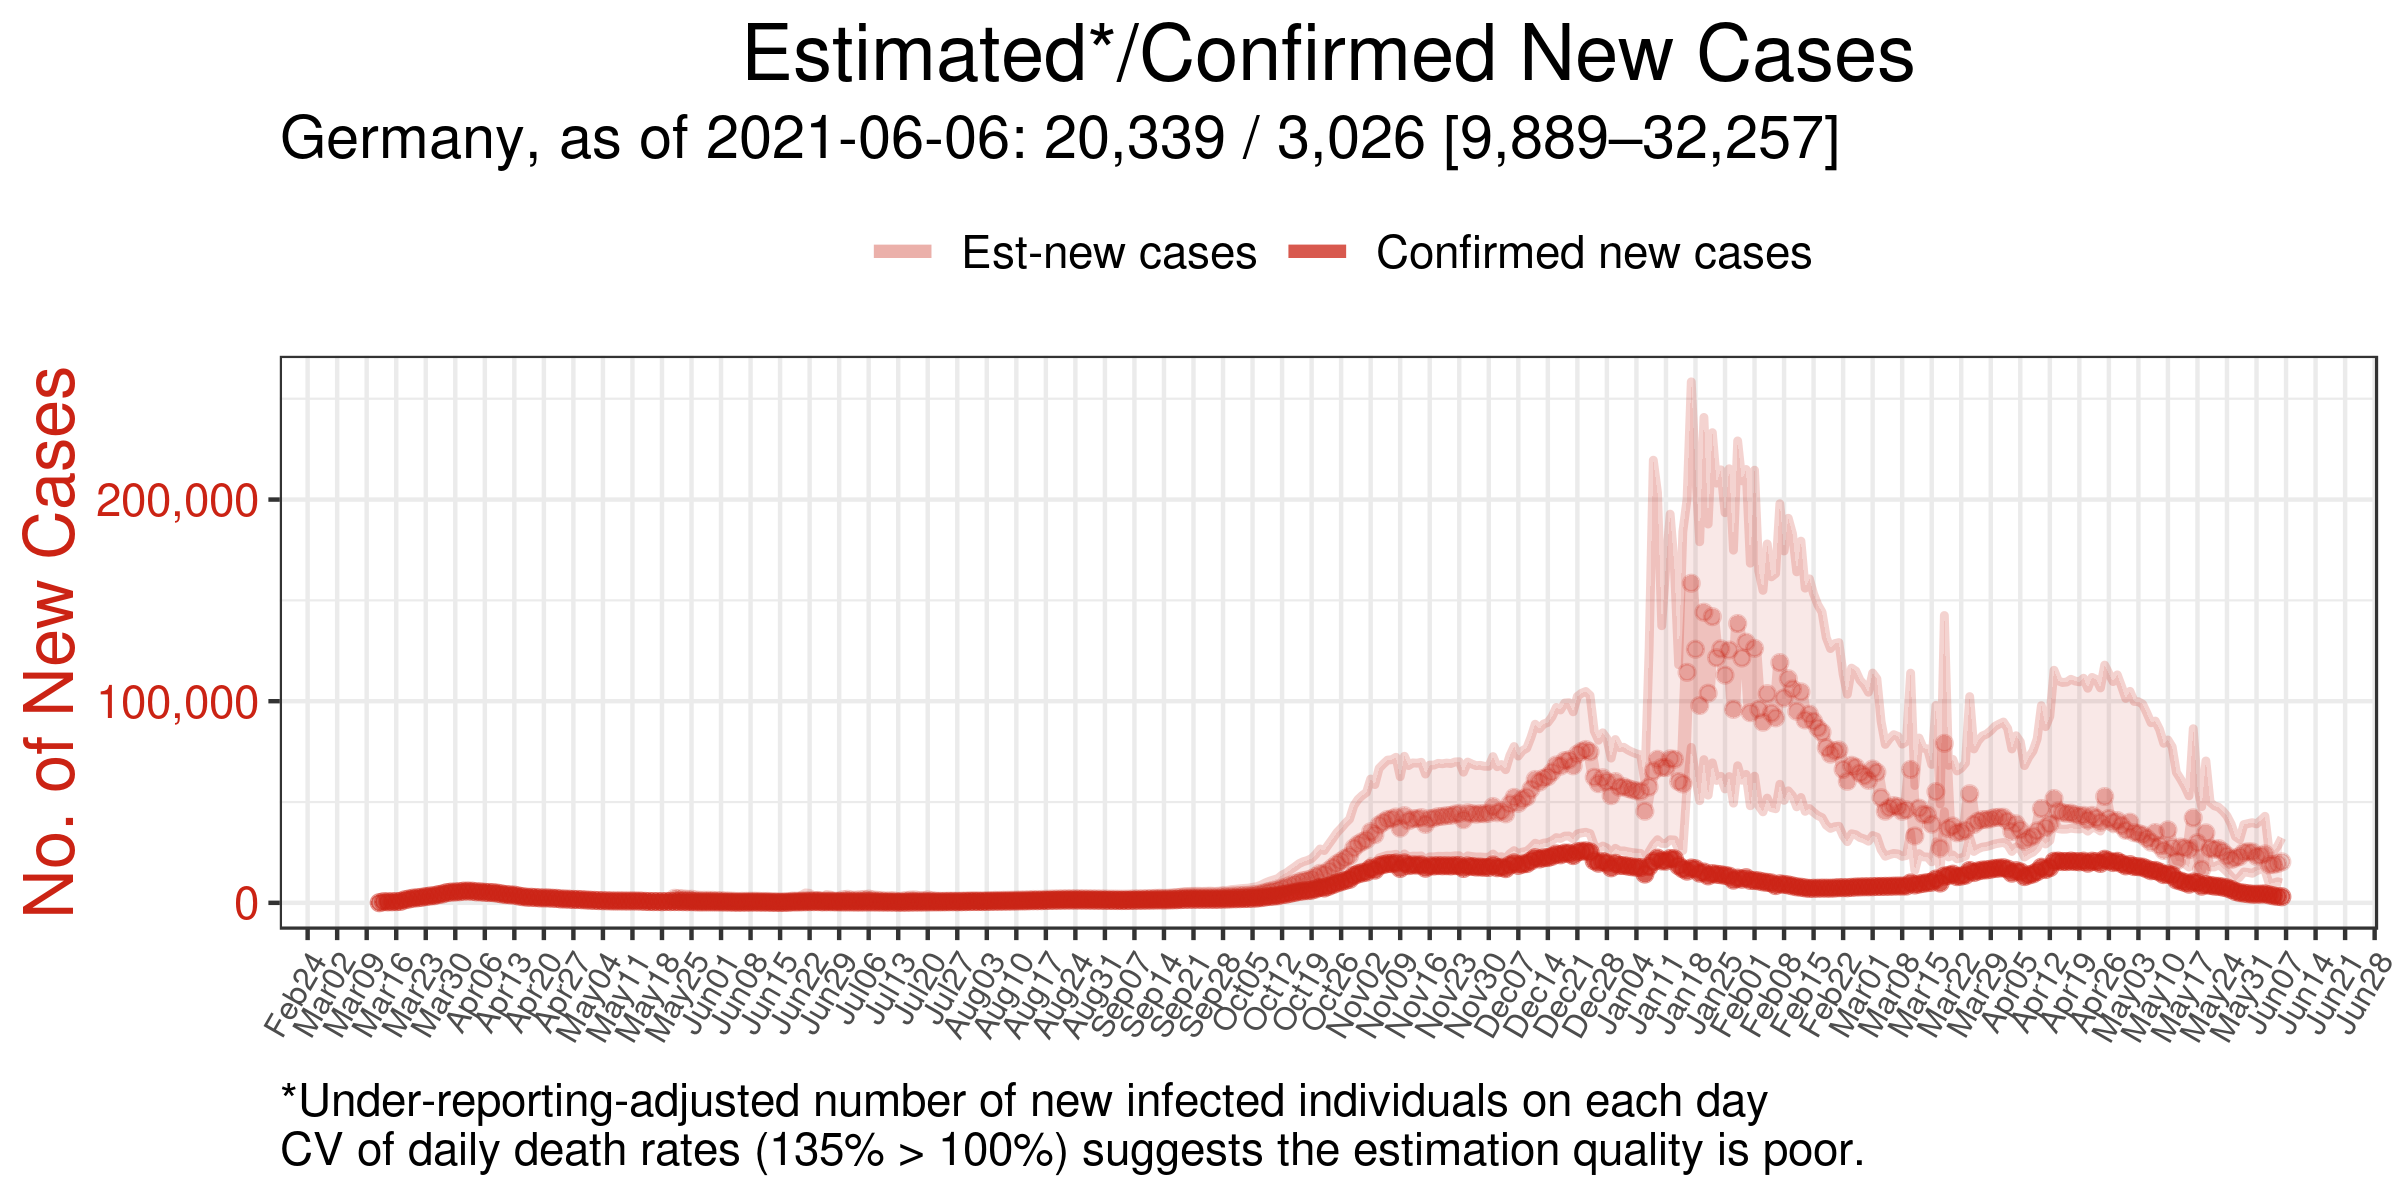 Estimated*/Confirmed New Cases
Germany, as of 2021-06-06: 20,339 / 3,026 [9,889–32,257]
Est-new cases Confirmed new cases
No. of New Cases
200,000
100,000
0
Feb24 Mar02 Mar09 Mar16 Mar23 Mar30 Apr06 Apr13 Apr20 Apr27 May04 May11 May18 May25 Jun01 Jun08 Jun15 Jun22 Jun29 Jul06 Jul13 Jul20 Jul27 Aug03 Aug10 Aug17 Aug24 Aug31 Sep07 Sep14 Sep21 Sep28 Oct05 Oct12 Oct19 Oct26 Nov02 Nov09 Nov16 Nov23 Nov30 Dec07 Dec14 Dec21 Dec28 Jan04 Jan11 Jan18 Jan25 Feb01 Feb08 Feb15 Feb22 Mar01 Mar08 Mar15 Mar22 Mar29 Apr05 Apr12 Apr19 Apr26 May03 May10 May17 May24 May31 Jun07 Jun14 Jun21 Jun28
*Under-reporting-adjusted number of new infected individuals on each day
CV of daily death rates (135% > 100%) suggests the estimation quality is poor.